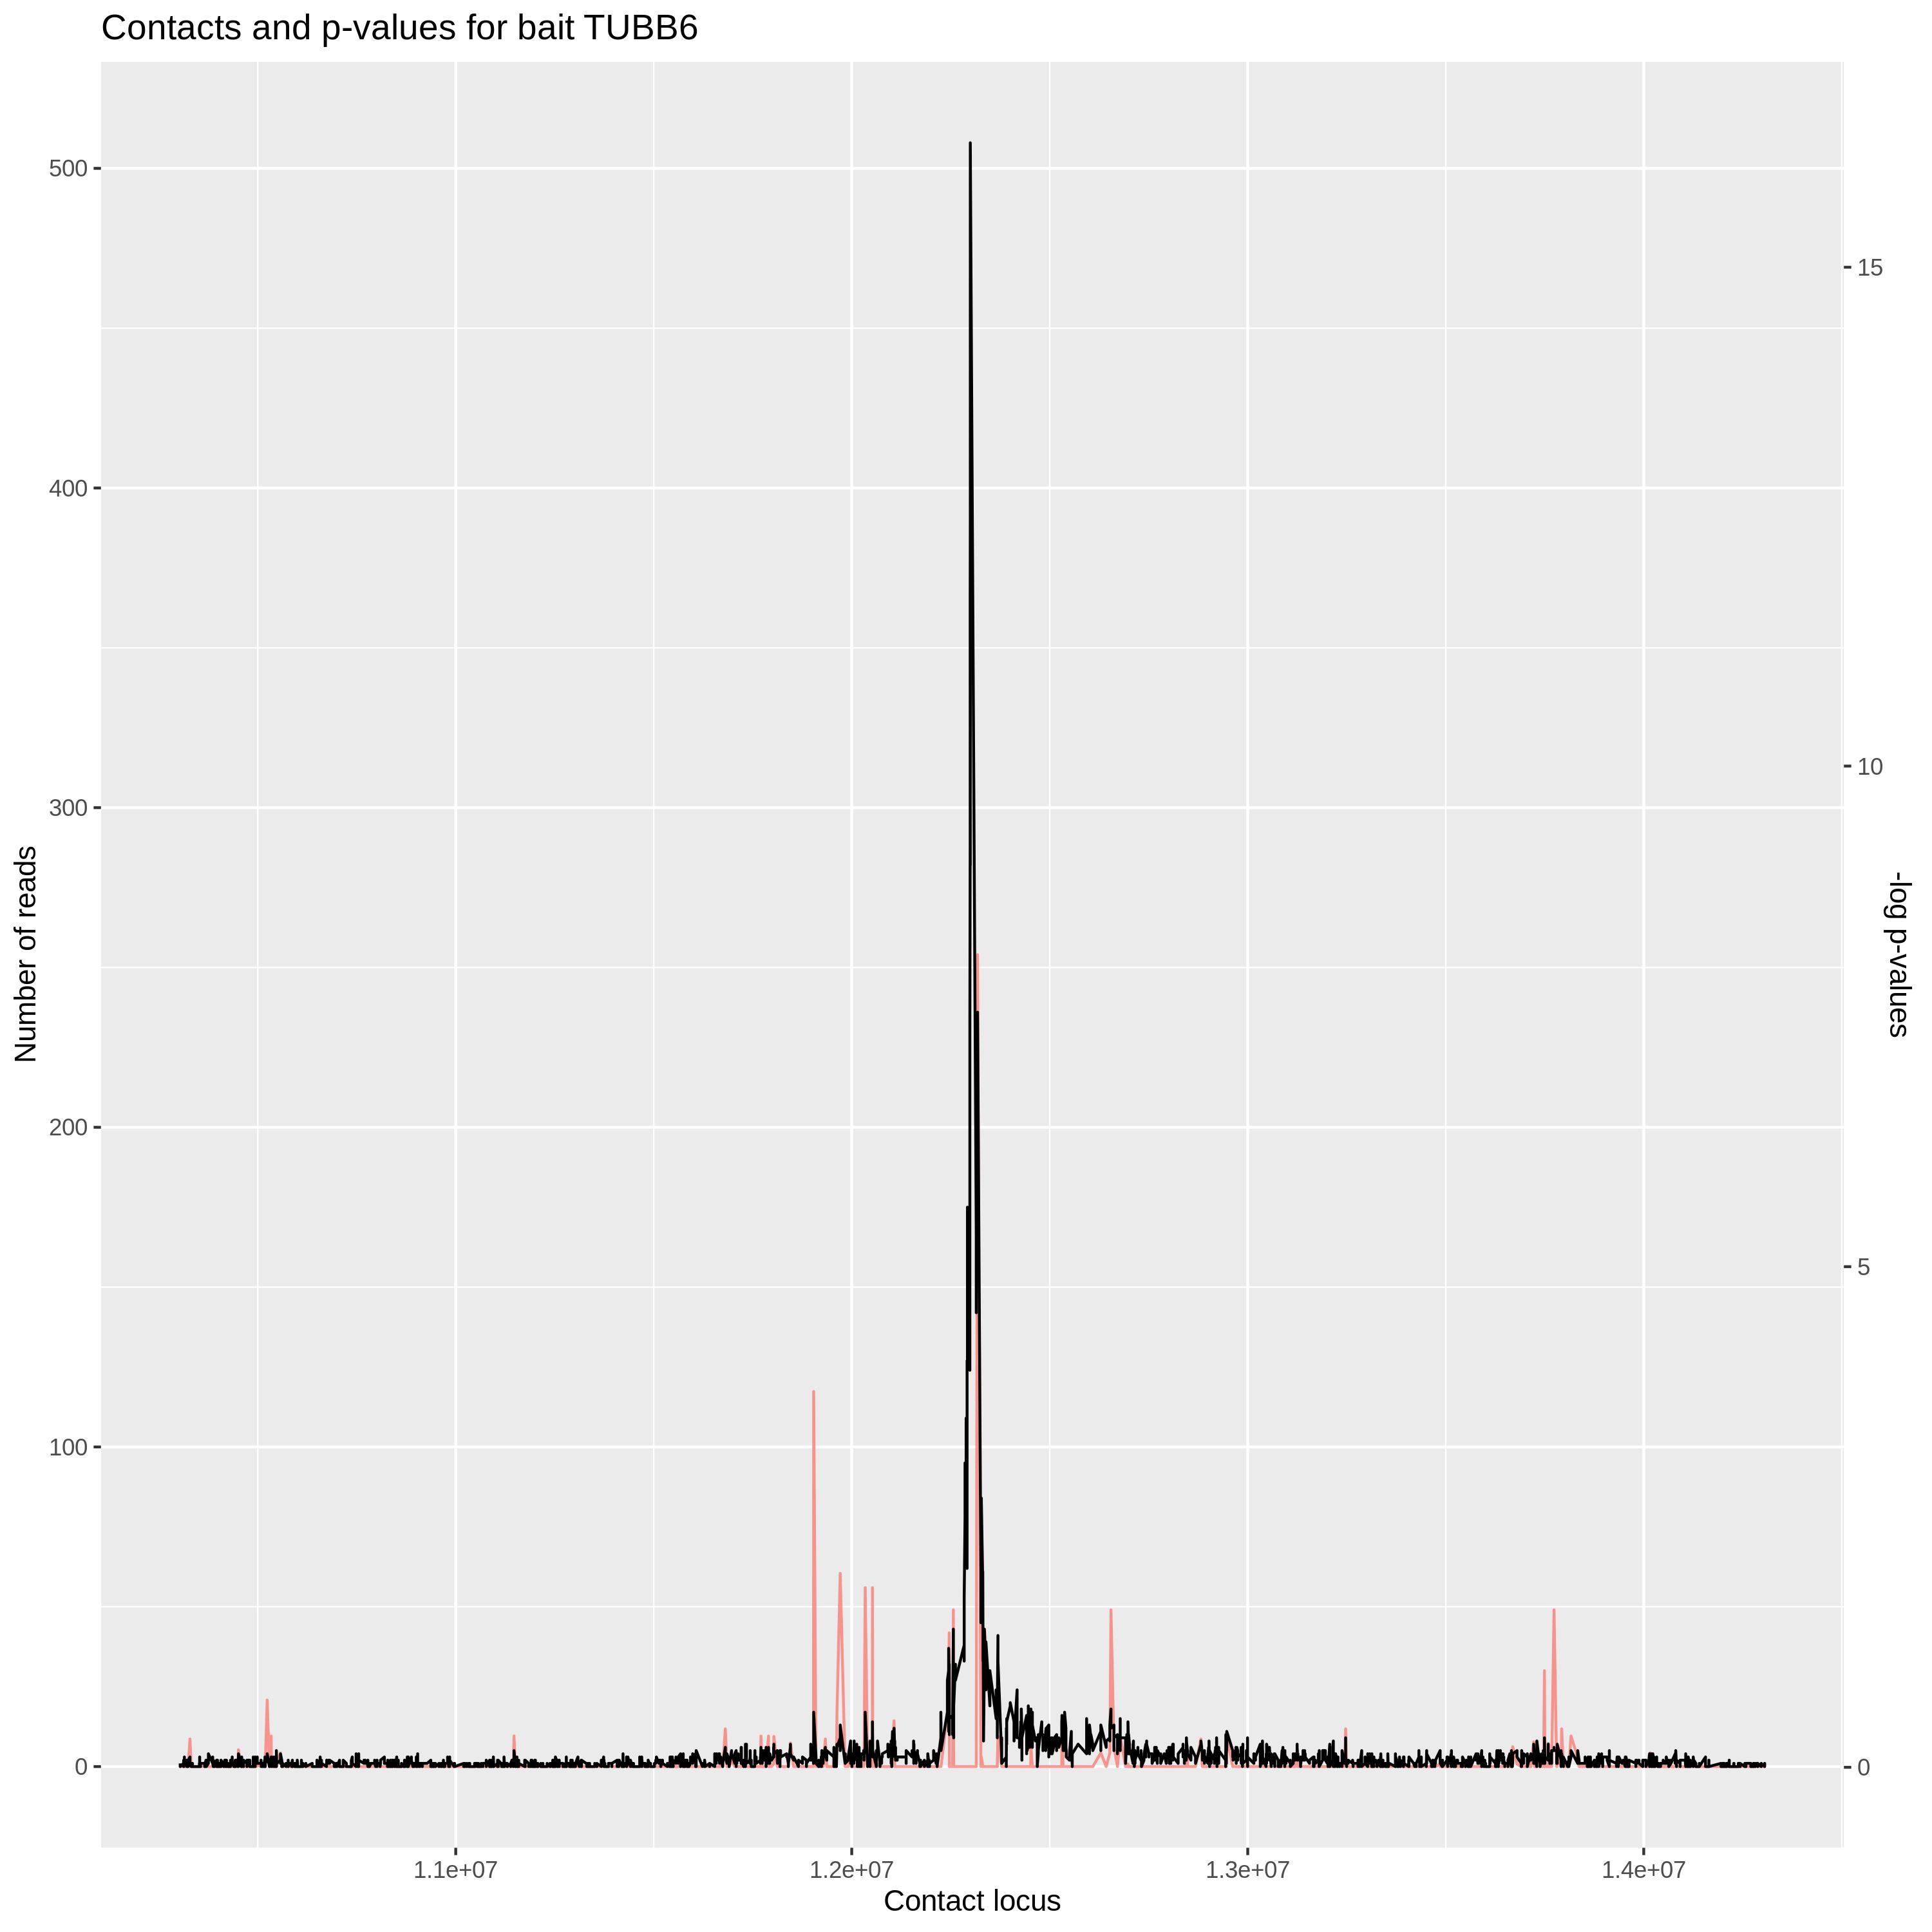 Contacts and p-values for bait TUBB6
500
400
300
200
100
0
Number of reads
15
10
5
0
-log p-values
1.1e+07
1.2e+07
1.3e+07
1.4e+07
Contact locus